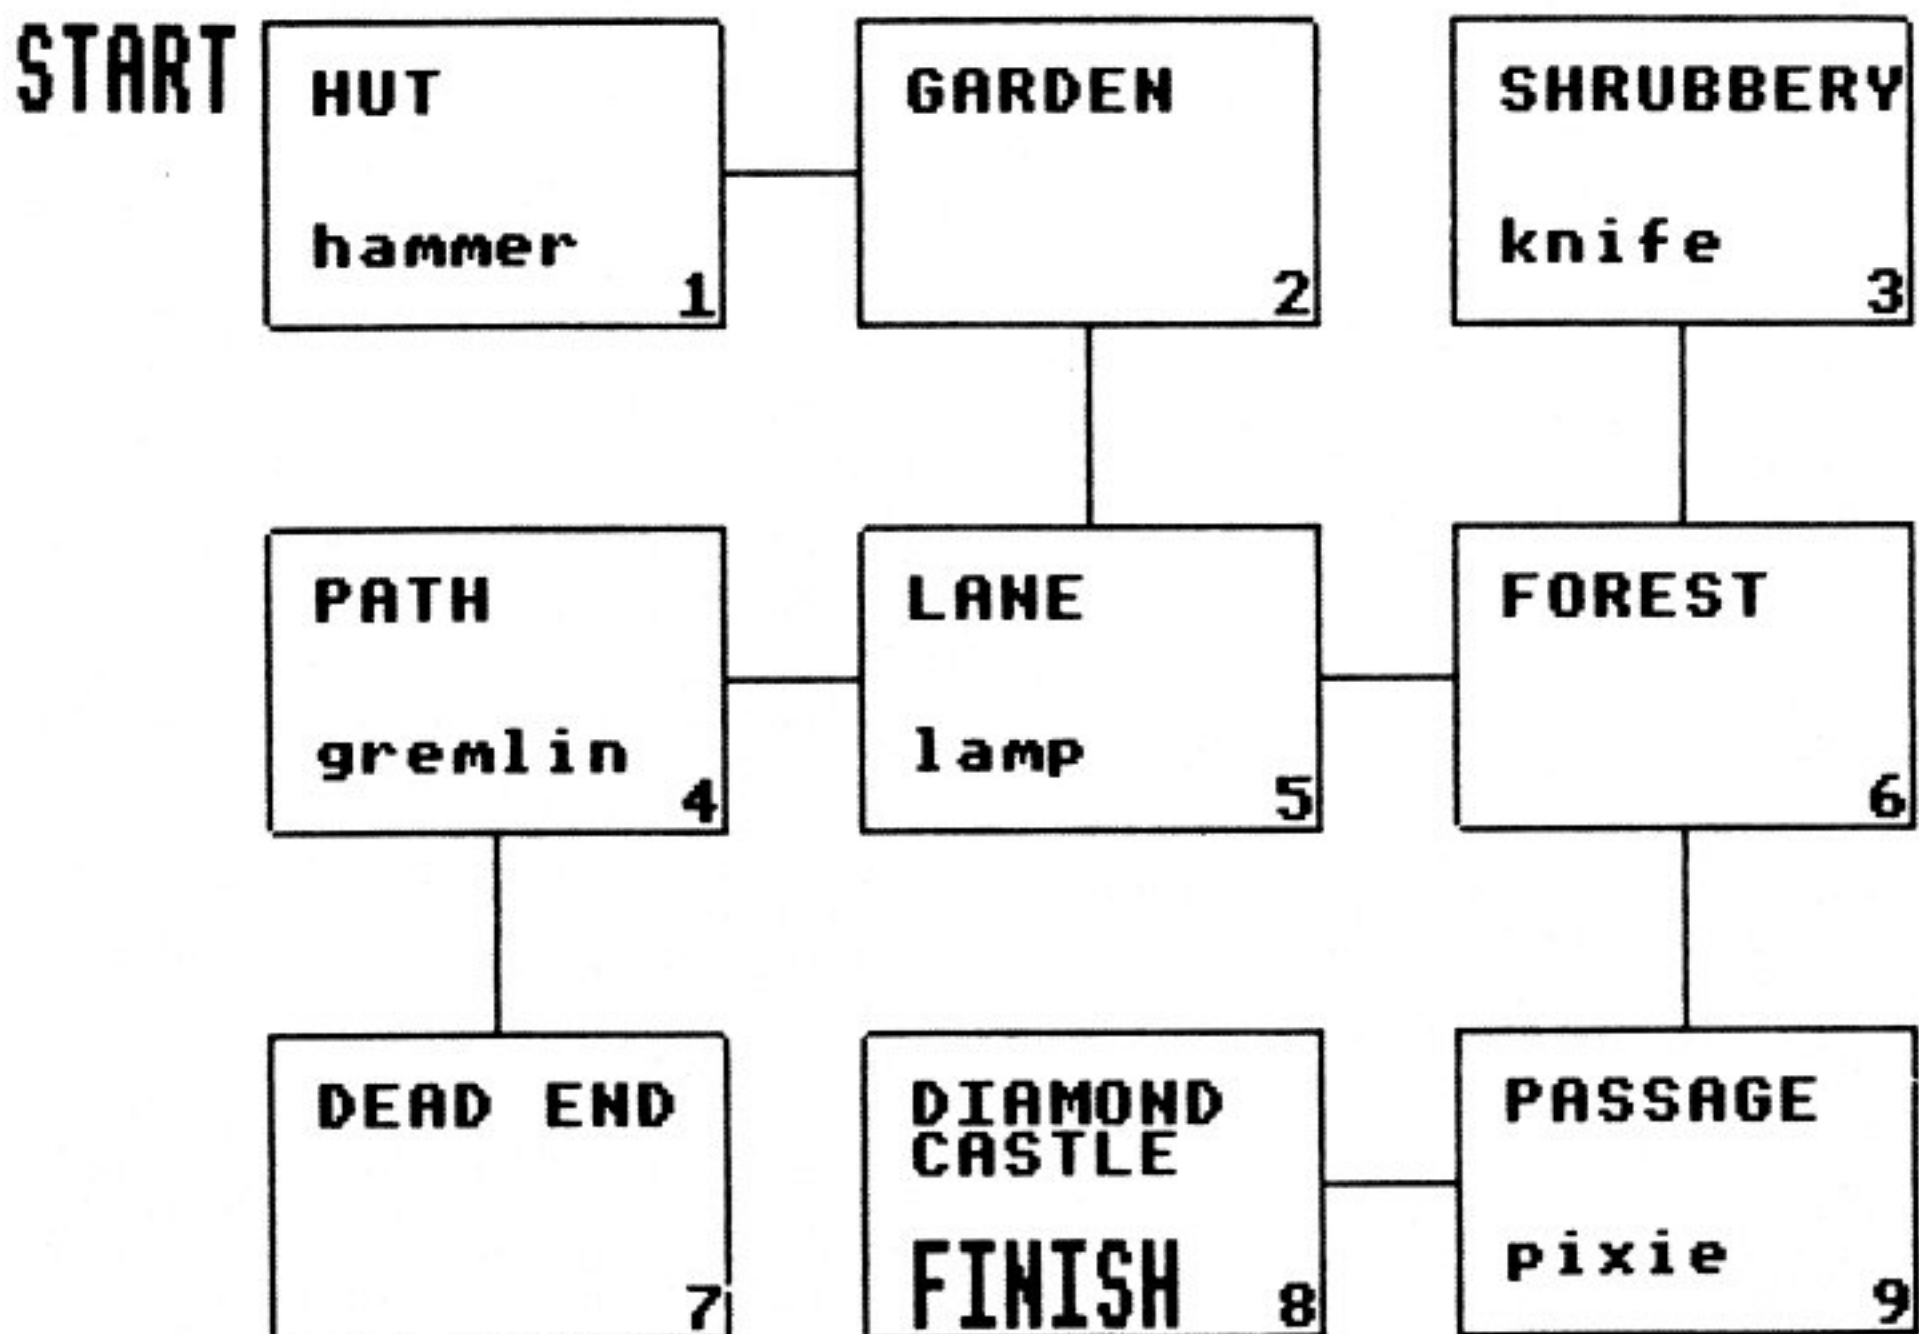 START
HUT
hammer
1
GARDEN
2
SHRUBBERY
knife
3
PATH
gremlin
4
LANE
lamp
5
FOREST
6
DEAD END
7
DIAMOND
CASTLE
FINISH
8
PASSAGE
pixie
9